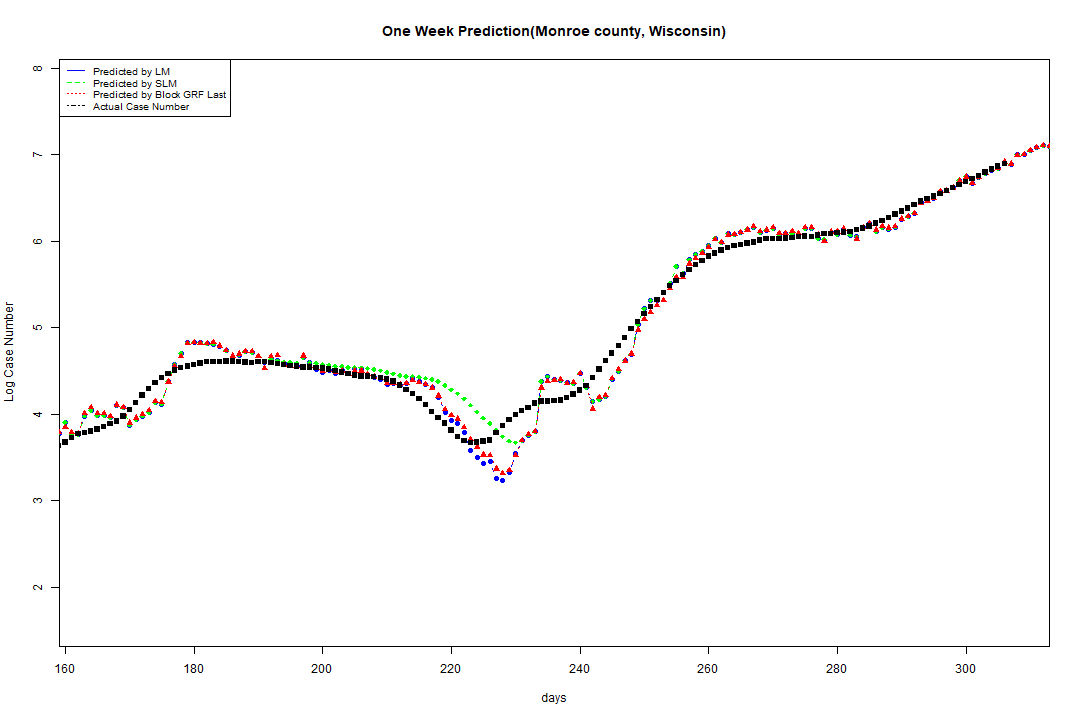 One Week Prediction(Monroe county, Wisconsin)
Predicted by LM
Predicted by SLM
Predicted by Block GRF Last
Actual Case Number
8
7
6
5
4
3
2
Log Case Number
160 180 200 220 240 260 280 300
days